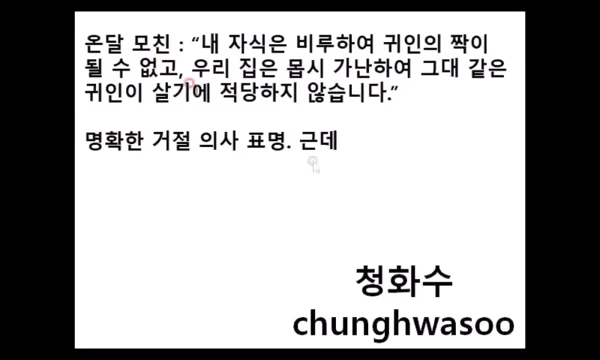 온달 모친 : “내 자식은 비루하여 귀인의 짝이
될 수 없고, 우리 집은 몹시 가난하여 그대 같은
귀인이 살기에 적당하지 않습니다.”
명확한 거절 의사 표명. 근데
청화수
chunghwasoo